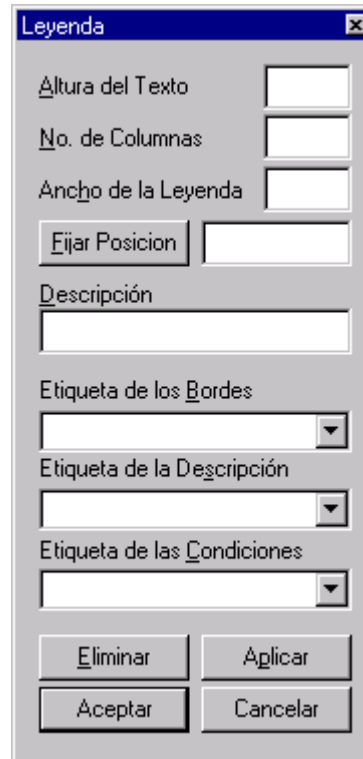 Leyenda
Altura del Texto
No. de Columnas
Ancho de la Leyenda
Fijar Posicion
Descripción
Etiqueta de los Bordes
Etiqueta de la Descripción
Etiqueta de las Condiciones
Eliminar Aplicar
Aceptar Cancelar